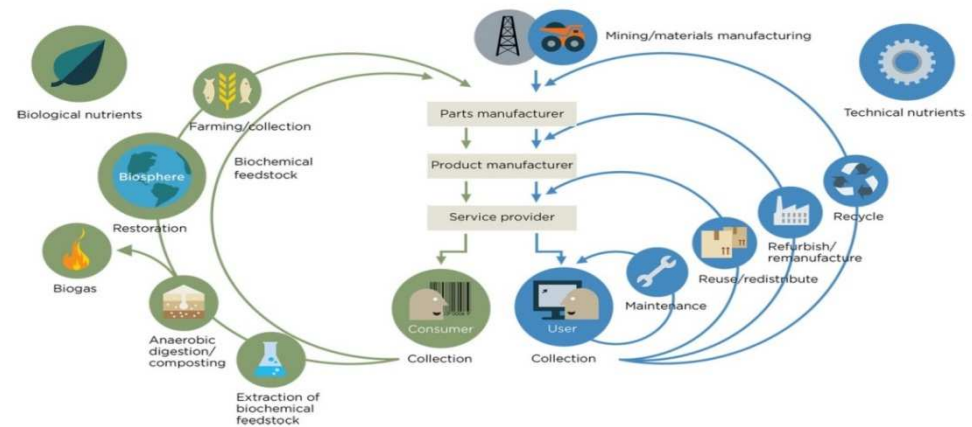 Mining/materials manufacturing
Biological nutrients
Technical nutrients
Farming/collection
Parts manufacturer
Biochemical
feedstock
Product manufacturer
Biosphere
Restoration
Recycle
Service provider
Refurbish/
remanufacture
Reuse/redistribute
Biogas
Maintenance
Consumer
User
Anaerobic
digestion/
composting
Collection
Collection
Extraction of
biochemical
feedstock